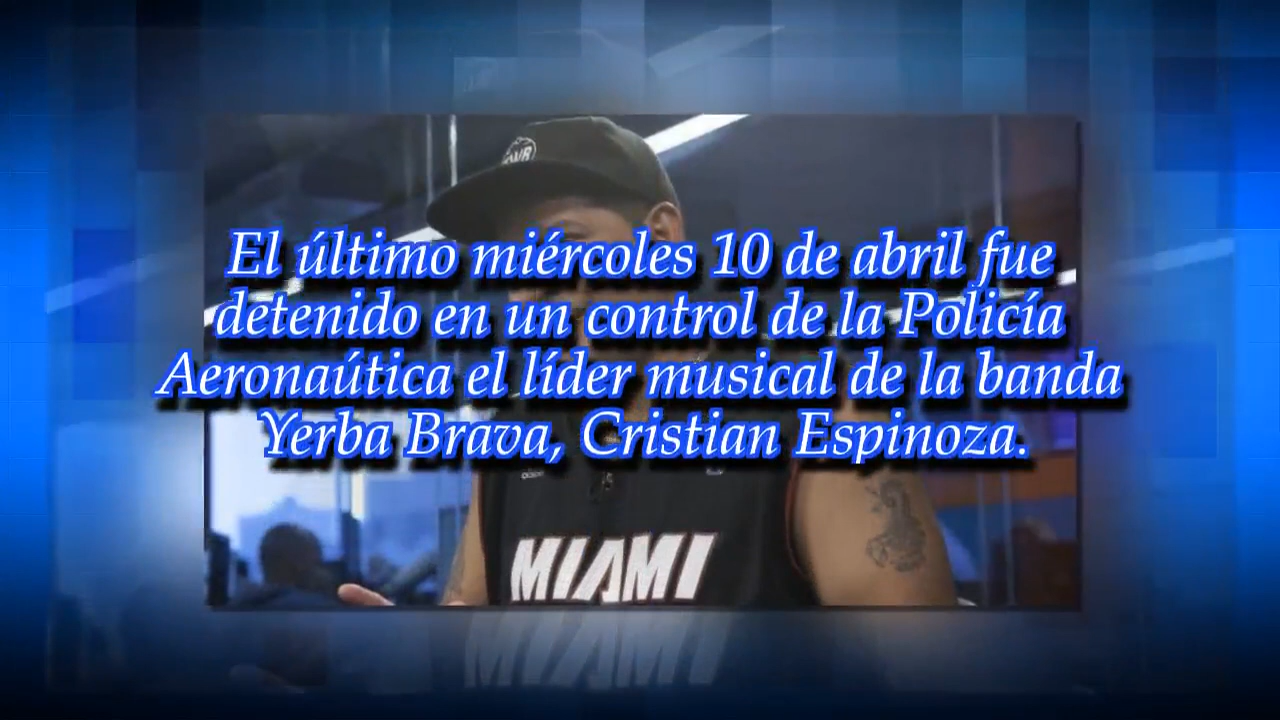 El último miércoles 10 de abril fue
detenido en un control de la Policía
Aeronaútica el líder musical de la banda
Yerba Brava, Cristian Espinoza.
MIAMI